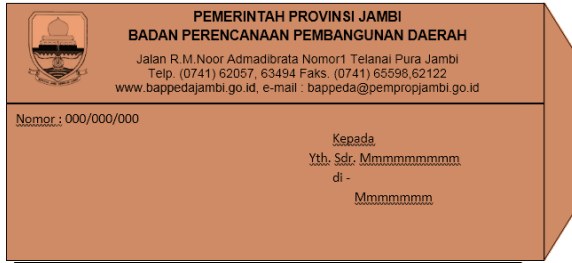 PEMERINTAH PROVINSI JAMBI
BADAN PERENCANAAN PEMBANGUNAN DAERAH
Jalan R.M.Noor Admadibrata Nomor1 Telanai Pura Jambi
Telp. (0741) 62057, 63494 Faks. (0741) 65598,62122
www.bappedajambi.go.id, e-mail : bappeda@pempropjambi.go.id
Nomor : 000/000/000
Kepada
Yth. Sdr. Mmmmmmmmm
di -
Mmmmmmm